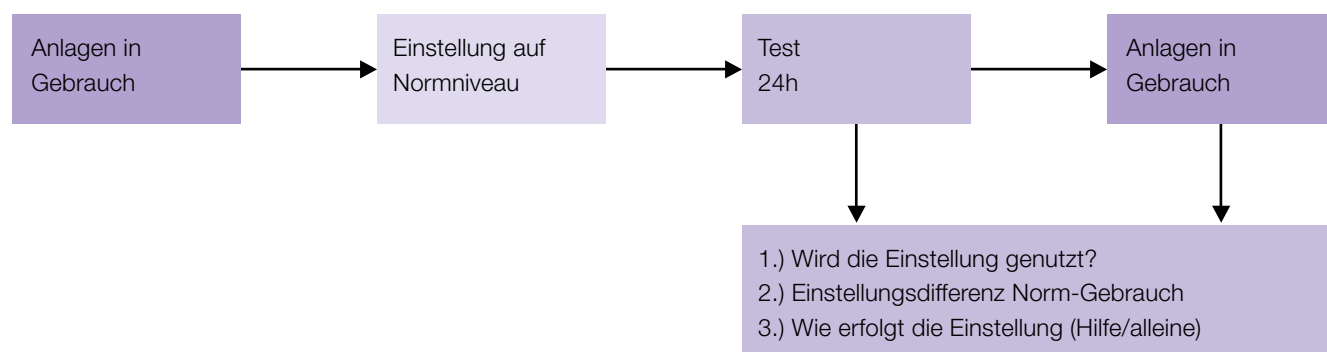 Anlagen in
Gebrauch
Einstellung auf
Normniveau
Test
24h
Anlagen in
Gebrauch
1.) Wird die Einstellung genutzt?
2.) Einstellungsdifferenz Norm-Gebrauch
3.) Wie erfolgt die Einstellung (Hilfe/alleine)